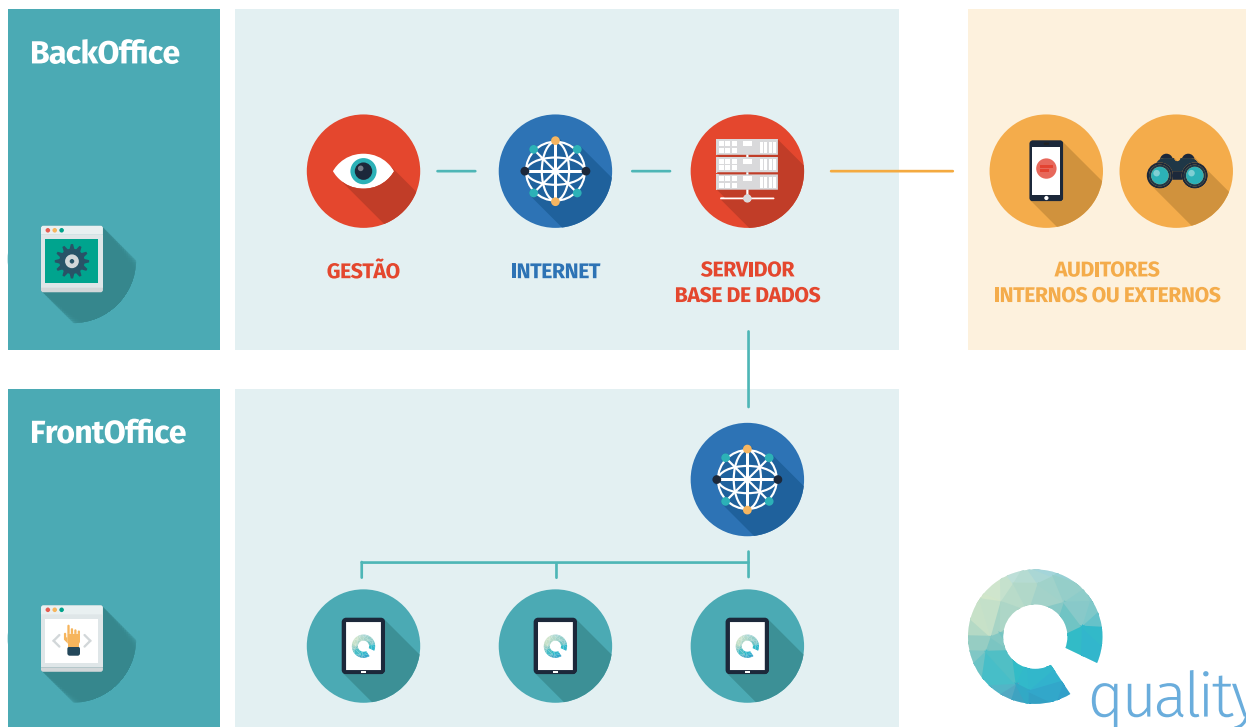 BackOffice
GESTÃO
INTERNET
SERVIDOR
BASE DE DADOS
AUDITORES
INTERNOS OU EXTERNOS
FrontOffice
quality